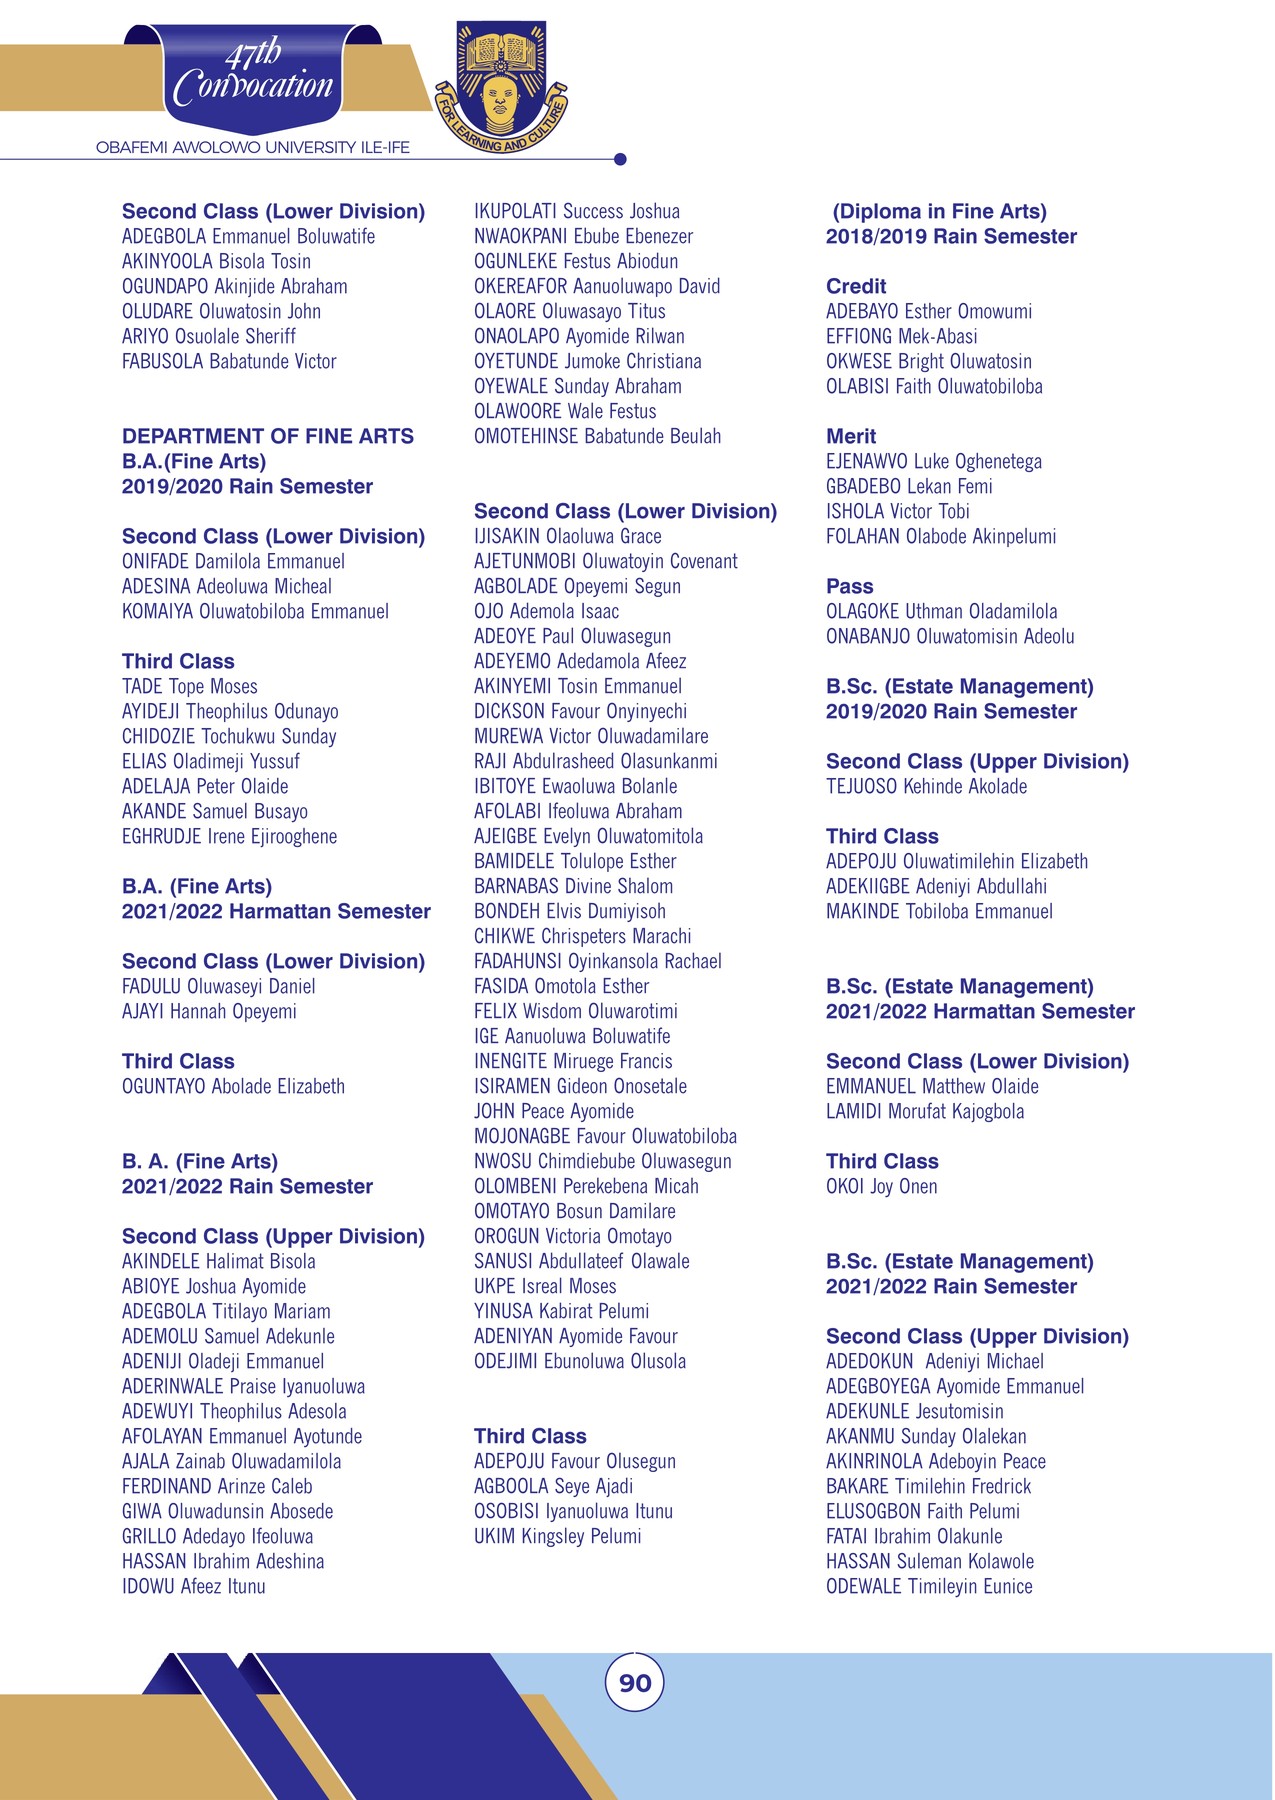 47th
Convocation
FOR LEARNING AND CULTURE
OBAFEMI AWOLOWO UNIVERSITY ILE-IFE
Second Class (Lower Division)
ADEGBOLA Emmanuel Boluwatife
AKINYOOLA Bisola Tosin
OGUNDAPO Akinjide Abraham
OLUDARE Oluwatosin John
ARIYO Osuolale Sheriff
FABUSOLA Babatunde Victor
DEPARTMENT OF FINE ARTS
B.A.(Fine Arts)
2019/2020 Rain Semester
Second Class (Lower Division)
ONIFADE Damilola Emmanuel
ADESINA Adeoluwa Micheal
KOMAIYA Oluwatobiloba Emmanuel
Third Class
TADE Tope Moses
AYIDEJI Theophilus Odunayo
CHIDOZIE Tochukwu Sunday
ELIAS Oladimeji Yussuf
ADELAJA Peter Olaide
AKANDE Samuel Busayo
EGHRUDJE Irene Ejirooghene
B.A. (Fine Arts)
2021/2022 Harmattan Semester
Second Class (Lower Division)
FADULU Oluwaseyi Daniel
AJAYI Hannah Opeyemi
Third Class
OGUNTAYO Abolade Elizabeth
B. A. (Fine Arts)
2021/2022 Rain Semester
Second Class (Upper Division)
AKINDELE Halimat Bisola
ABIOYE Joshua Ayomide
ADEGBOLA Titilayo Mariam
ADEMOLU Samuel Adekunle
ADENIJI Oladeji Emmanuel
ADERINWALE Praise Iyanuoluwa
ADEWUYI Theophilus Adesola
AFOLAYAN Emmanuel Ayotunde
AJALA Zainab Oluwadamilola
FERDINAND Arinze Caleb
GIWA Oluwadunsin Abosede
GRILLO Adedayo Ifeoluwa
HASSAN Ibrahim Adeshina
IDOWU Afeez Itunu
IKUPOLATI Success Joshua
NWAOKPANI Ebube Ebenezer
OGUNLEKE Festus Abiodun
OKEREAFOR Aanuoluwapo David
OLAORE Oluwasayo Titus
ONAOLAPO Ayomide Rilwan
OYETUNDE Jumoke Christiana
OYEWALE Sunday Abraham
OLAWOORE Wale Festus
OMOTEHINSE Babatunde Beulah
Second Class (Lower Division)
IJISAKIN Olaoluwa Grace
AJETUNMOBI Oluwatoyin Covenant
AGBOLADE Opeyemi Segun
OJO Ademola Isaac
ADEOYE Paul Oluwasegun
ADEYEMO Adedamola Afeez
AKINYEMI Tosin Emmanuel
DICKSON Favour Onyinyechi
MUREWA Victor Oluwadamilare
RAJI Abdulrasheed Olasunkanmi
IBITOYE Ewaoluwa Bolanle
AFOLABI Ifeoluwa Abraham
AJEIGBE Evelyn Oluwatomitola
BAMIDELE Tolulope Esther
BARNABAS Divine Shalom
BONDEH Elvis Dumiyisoh
CHIKWE Chrispeters Marachi
FADAHUNSI Oyinkansola Rachael
FASIDA Omotola Esther
FELIX Wisdom Oluwarotimi
IGE Aanuoluwa Boluwatife
INENGITE Miruege Francis
ISIRAMEN Gideon Onosetale
JOHN Peace Ayomide
MOJONAGBE Favour Oluwatobiloba
NWOSU Chimdiebube Oluwasegun
OLOMBENI Perekebena Micah
OMOTAYO Bosun Damilare
OROGUN Victoria Omotayo
SANUSI Abdullateef Olawale
UKPE Isreal Moses
YINUSA Kabirat Pelumi
ADENIYAN Ayomide Favour
ODEJIMI Ebunoluwa Olusola
Third Class
ADEPOJU Favour Olusegun
AGBOOLA Seye Ajadi
OSOBISI Iyanuoluwa Itunu
UKIM Kingsley Pelumi
(Diploma in Fine Arts)
2018/2019 Rain Semester
Credit
ADEBAYO Esther Omowumi
EFFIONG Mek-Abasi
OKWESE Bright Oluwatosin
OLABISI Faith Oluwatobiloba
Merit
EJENAWVO Luke Oghenetega
GBADEBO Lekan Femi
ISHOLA Victor Tobi
FOLAHAN Olabode Akinpelumi
Pass
OLAGOKE Uthman Oladamilola
ONABANJO Oluwatomisin Adeolu
B.Sc. (Estate Management)
2019/2020 Rain Semester
Second Class (Upper Division)
TEJUOSO Kehinde Akolade
Third Class
ADEPOJU Oluwatimilehin Elizabeth
ADEKIIGBE Adeniyi Abdullahi
MAKINDE Tobiloba Emmanuel
B.Sc. (Estate Management)
2021/2022 Harmattan Semester
Second Class (Lower Division)
EMMANUEL Matthew Olaide
LAMIDI Morufat Kajogbola
Third Class
OKOI Joy Onen
B.Sc. (Estate Management)
2021/2022 Rain Semester
Second Class (Upper Division)
ADEDOKUN Adeniyi Michael
ADEGBOYEGA Ayomide Emmanuel
ADEKUNLE Jesutomisin
AKANMU Sunday Olalekan
AKINRINOLA Adeboyin Peace
BAKARE Timilehin Fredrick
ELUSOGBON Faith Pelumi
FATAI Ibrahim Olakunle
HASSAN Suleman Kolawole
ODEWALE Timileyin Eunice
90